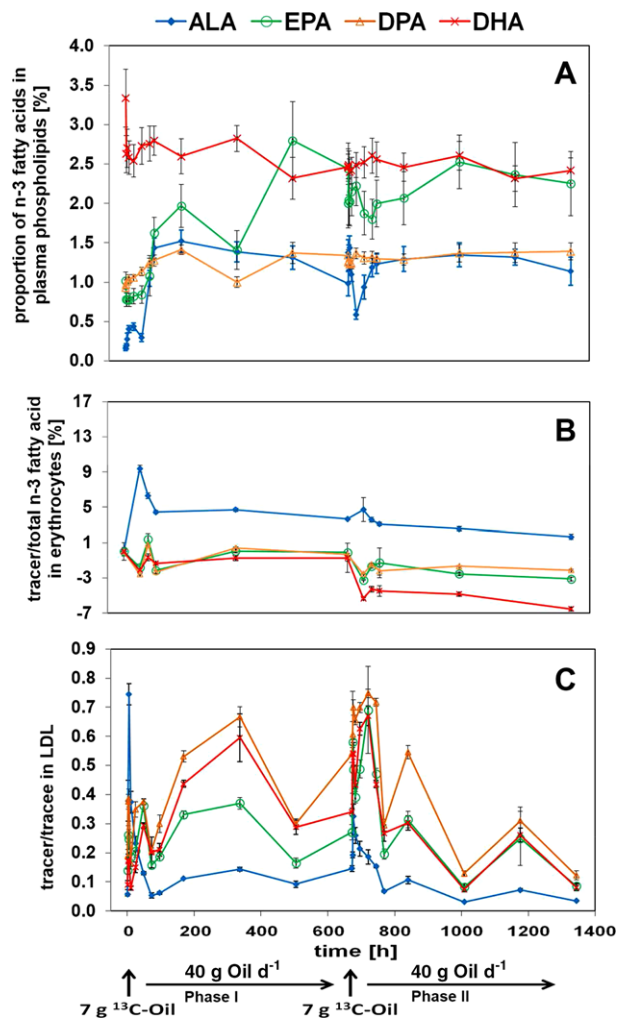 ALA EPA DPA DHA
A
proportion of n-3 fatty acids in
plasma phospholipids [%]
4.0
3.5
3.0
2.5
2.0
1.5
1.0
0.5
0.0
B
tracer/total n-3 fatty acid
in erythrocytes [%]
17
13
9
5
1
-3
-7
C
tracer/tracee in LDL
0.9
0.8
0.7
0.6
0.5
0.4
0.3
0.2
0.1
0.0
0 200 400 600 800 1000 1200 1400
time [h]
40 g Oil d⁻¹ 40 g Oil d⁻¹
Phase I Phase II
7 g ¹³C-Oil 7 g ¹³C-Oil